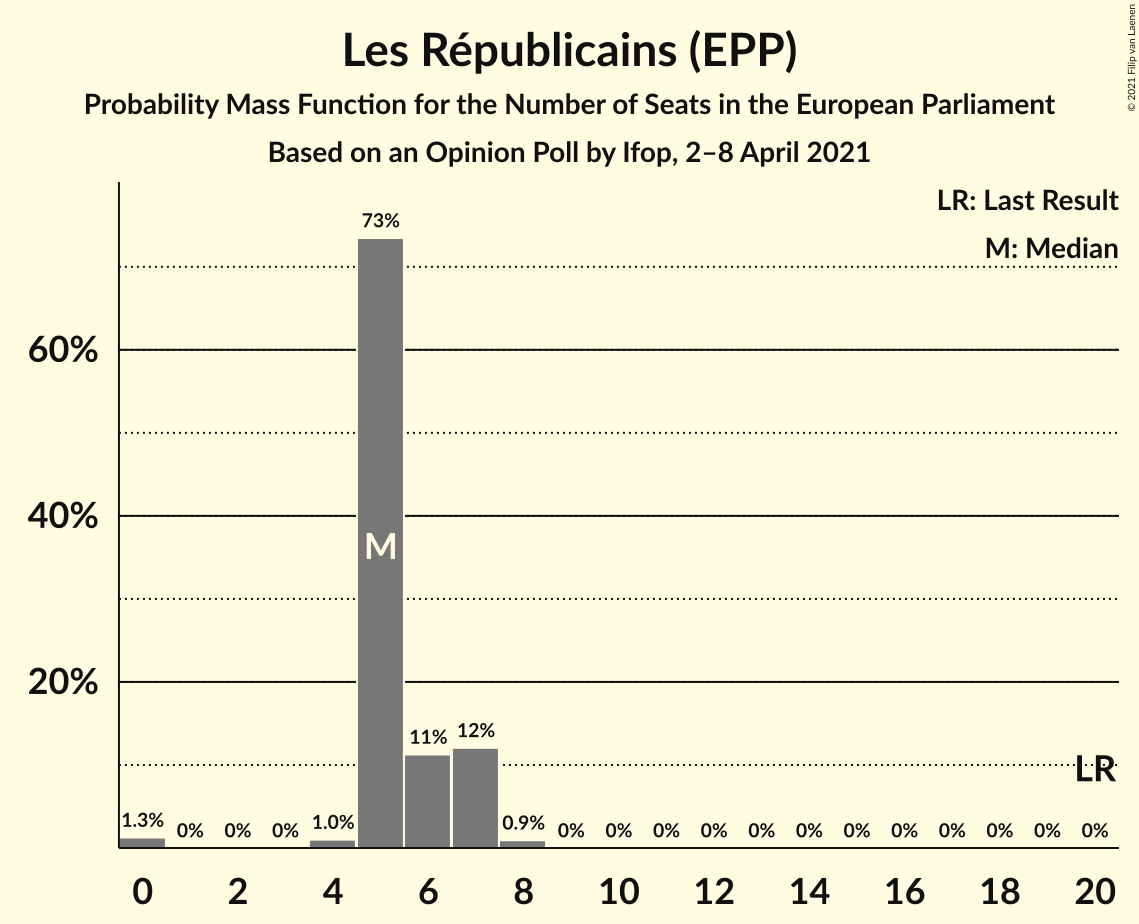 Les Républicains (EPP)
Probability Mass Function for the Number of Seats in the European Parliament
Based on an Opinion Poll by Ifop, 2–8 April 2021
© 2021 Filip van Laenen
LR: Last Result
M: Median
73%
60%
40%
M
20%
11%
12%
LR
1.3%
0%
0%
0%
1.0%
0.9%
0%
0%
0%
0%
0%
0%
0%
0%
0%
0%
0%
0%
0 2 4 6 8 10 12 14 16 18 20